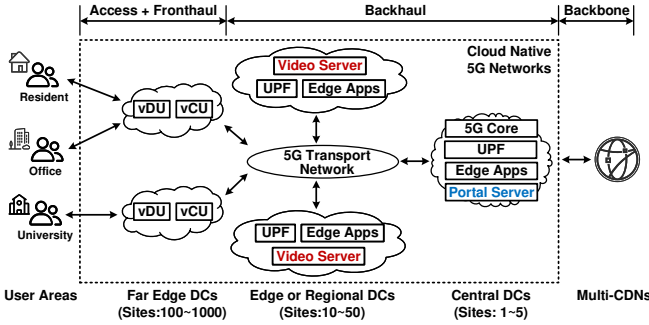 Access + Fronthaul
Backhaul
Backbone
Cloud Native
5G Networks
Resident
Office
University
vDU
vCU
vDU
vCU
Video Server
UPF
Edge Apps
5G Transport
Network
UPF
Edge Apps
Video Server
5G Core
UPF
Edge Apps
Portal Server
User Areas
Far Edge DCs
(Sites:100~1000)
Edge or Regional DCs
(Sites:10~50)
Central DCs
(Sites: 1~5)
Multi-CDNs